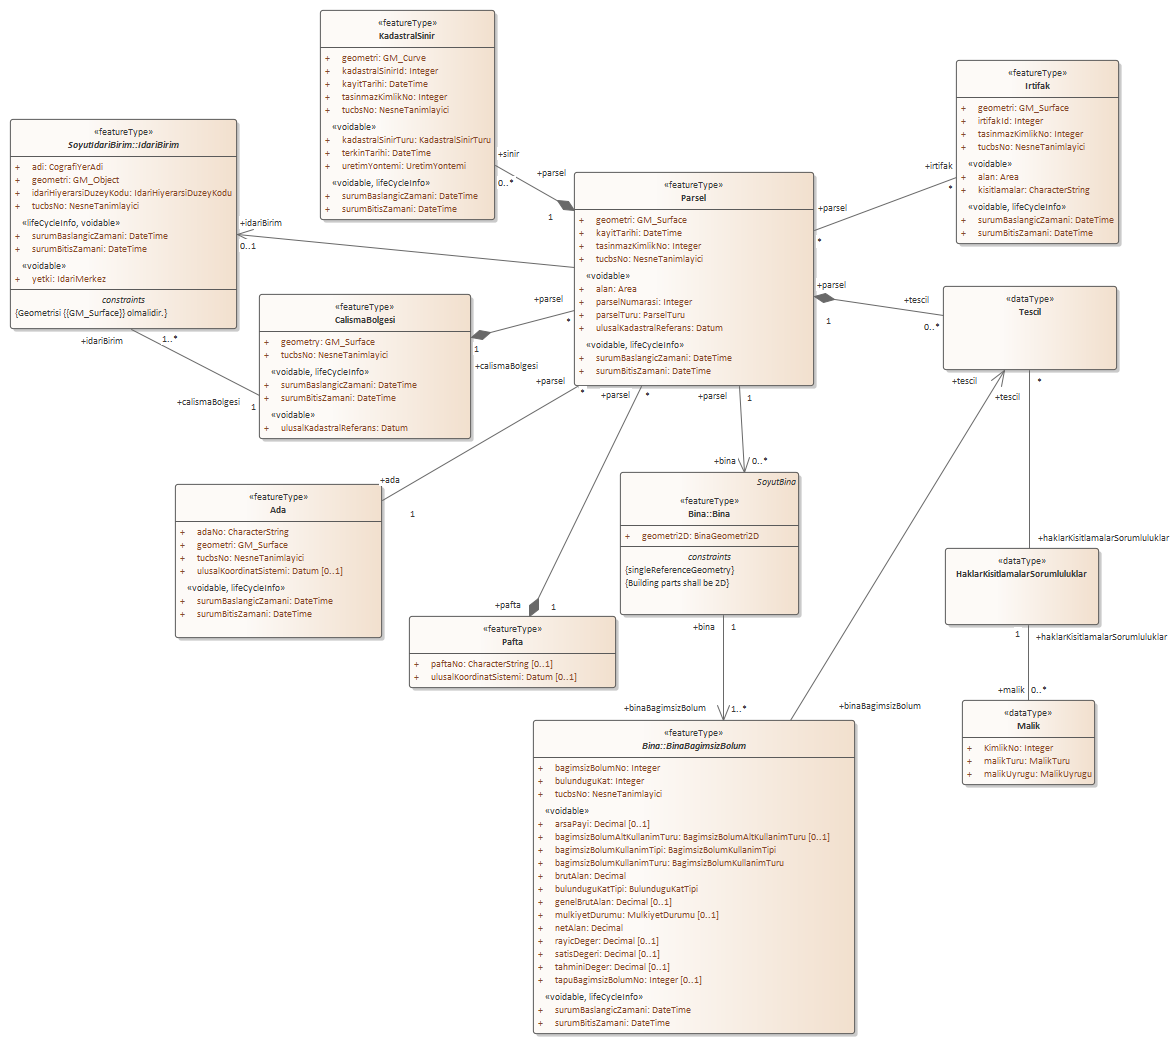 «featureType»
KadastralSinir
+ geometri: GM_Curve
+ kadastralSinirId: Integer
+ kayitTarihi: DateTime
+ tasinmazKimlikNo: Integer
+ tucbsNo: NesneTanimlayici
«voidable»
+ kadastralSinirTuru: KadastralSinirTuru
+ terkinTarihi: DateTime
+ uretimYontemi: UretimYontemi
«voidable, lifeCycleInfo»
+ surumBaslangicZamani: DateTime
+ surumBitisZamani: DateTime
«featureType»
Irtifak
+ geometri: GM_Surface
+ irtifakId: Integer
+ tasinmazKimlikNo: Integer
+ tucbsNo: NesneTanimlayici
«voidable»
+ alan: Area
+ kisitlamalar: CharacterString
«voidable, lifeCycleInfo»
+ surumBaslangicZamani: DateTime
+ surumBitisZamani: DateTime
«featureType»
SoyutIdariBirim::IdariBirim
+ adi: CografiYerAdi
+ geometri: GM_Object
+ idariHiyerarsiDuzeyKodu: IdariHiyerarsiDuzeyKodu
+ tucbsNo: NesneTanimlayici
«lifeCycleInfo, voidable»
+ surumBaslangicZamani: DateTime
+ surumBitisZamani: DateTime
«voidable»
+ yetki: IdariMerkez
constraints
{Geometrisi {{GM_Surface}} olmalidir.}
+sinir
0..*
+parsel
1
+irtifak
*
+parsel
*
+idariBirim
0..1
«featureType»
Parsel
+ geometri: GM_Surface
+ kayitTarihi: DateTime
+ tasinmazKimlikNo: Integer
+ tucbsNo: NesneTanimlayici
«voidable»
+ alan: Area
+ parselNumarasi: Integer
+ parselTuru: ParselTuru
+ ulusalKadastralReferans: Datum
«voidable, lifeCycleInfo»
+ surumBaslangicZamani: DateTime
+ surumBitisZamani: DateTime
«featureType»
CalismaBolgesi
+ geometry: GM_Surface
+ tucbsNo: NesneTanimlayici
«voidable, lifeCycleInfo»
+ surumBaslangicZamani: DateTime
+ surumBitisZamani: DateTime
«voidable»
+ ulusalKadastralReferans: Datum
+parsel
*
1
+calismaBolgesi
+idariBirim
1..*
+calismaBolgesi
1
+parsel
1
+tescil
0..*
«dataType»
Tescil
+parsel
*
+parsel
*
+parsel
1
+tescil
+tescil
*
+ada
1
+bina
0..*
«featureType»
Ada
+ adaNo: CharacterString
+ geometri: GM_Surface
+ tucbsNo: NesneTanimlayici
+ ulusalKoordinatSistemi: Datum [0..1]
«voidable, lifeCycleInfo»
+ surumBaslangicZamani: DateTime
+ surumBitisZamani: DateTime
SoyutBina
«featureType»
Bina::Bina
+ geometri2D: BinaGeometri2D
constraints
{singleReferenceGeometry}
{Building parts shall be 2D}
+haklarKisitlamalarSorumluluklar
«dataType»
HaklarKisitlamalarSorumluluklar
+pafta
1
«featureType»
Pafta
+ paftaNo: CharacterString [0..1]
+ ulusalKoordinatSistemi: Datum [0..1]
+bina
1
1
+haklarKisitlamalarSorumluluklar
+malik
0..*
«dataType»
Malik
+ KimlikNo: Integer
+ malikTuru: MalikTuru
+ malikUyrugu: MalikUyrugu
+binaBagimsizBolum
1..*
+binaBagimsizBolum
«featureType»
Bina::BinaBagimsizBolum
+ bagimsizBolumNo: Integer
+ bulunduguKat: Integer
+ tucbsNo: NesneTanimlayici
«voidable»
+ arsaPayi: Decimal [0..1]
+ bagimsizBolumAltKullanimTuru: BagimsizBolumAltKullanimTuru [0..1]
+ bagimsizBolumKullanimTipi: BagimsizBolumKullanimTipi
+ bagimsizBolumKullanimTuru: BagimsizBolumKullanimTuru
+ brutAlan: Decimal
+ bulunduguKatTipi: BulunduguKatTipi
+ genelBrutAlan: Decimal [0..1]
+ mulkiyetDurumu: MulkiyetDurumu [0..1]
+ netAlan: Decimal
+ rayicDeger: Decimal [0..1]
+ satisDegeri: Decimal [0..1]
+ tahminiDeger: Decimal [0..1]
+ tapuBagimsizBolumNo: Integer [0..1]
«voidable, lifeCycleInfo»
+ surumBaslangicZamani: DateTime
+ surumBitisZamani: DateTime